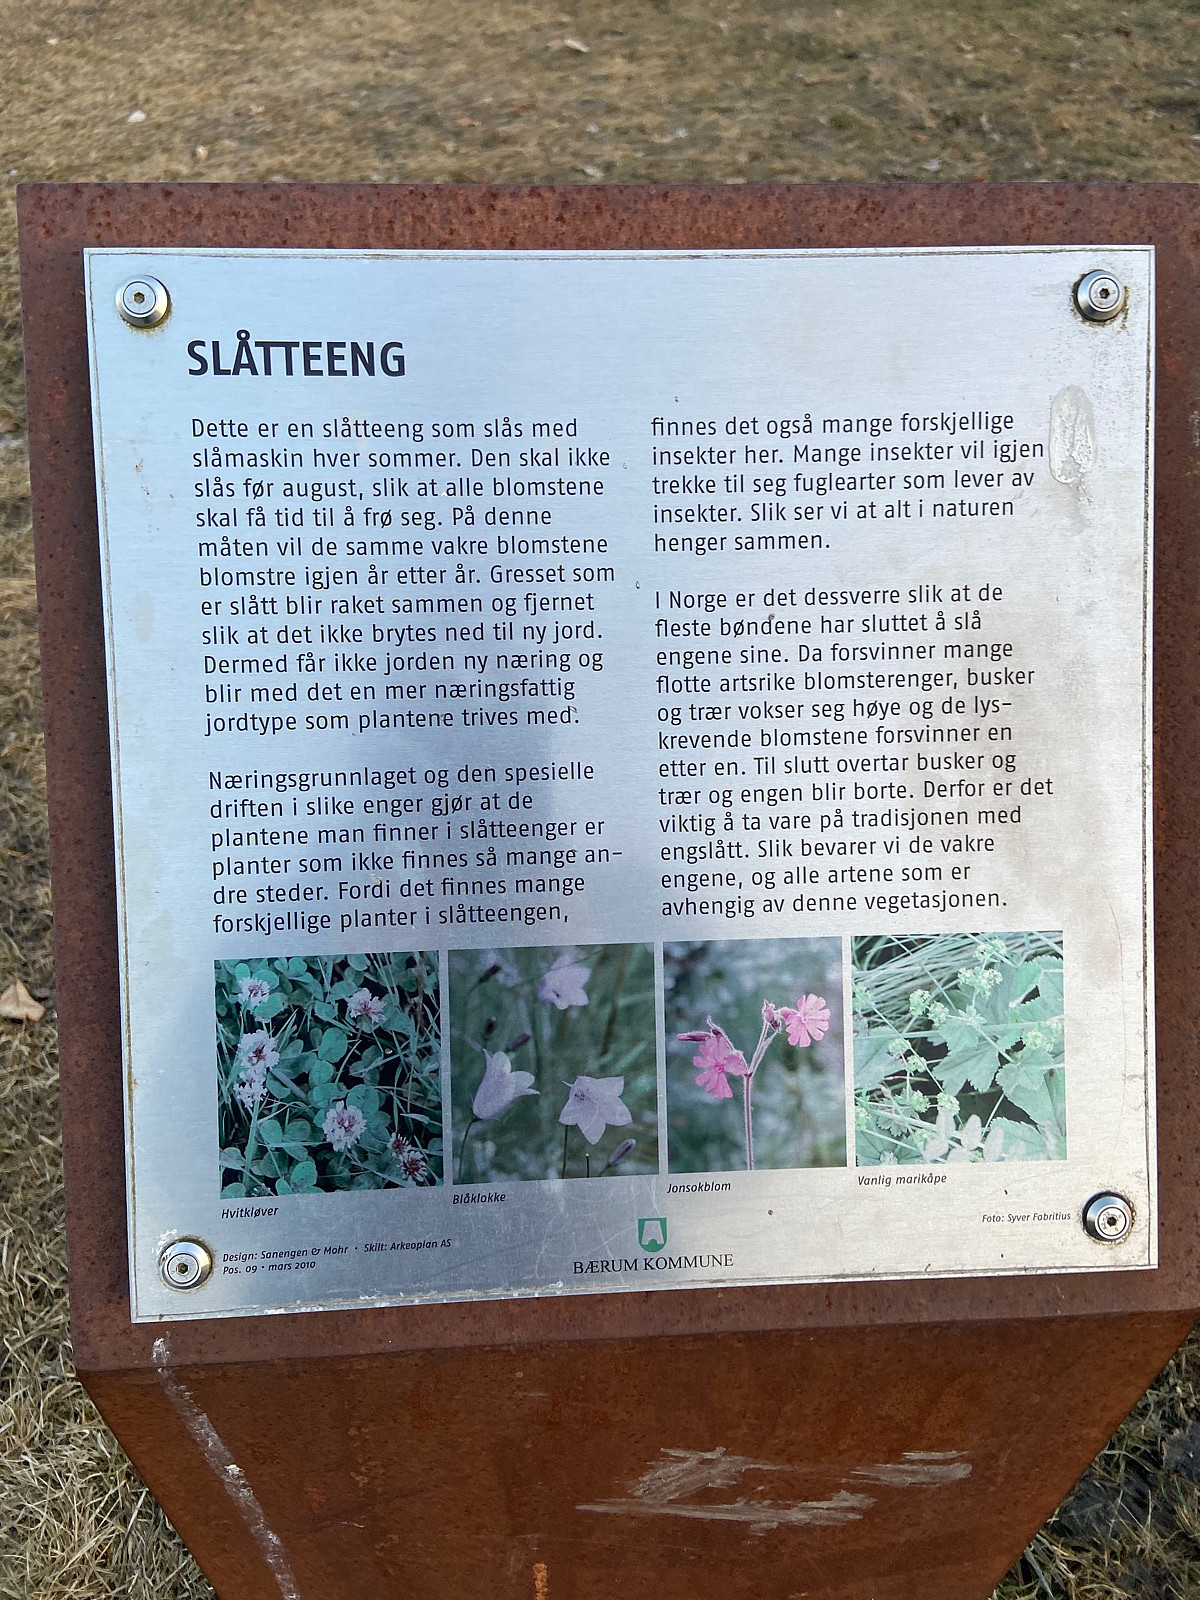 SLÅTTEENG
Dette er en slåtteeng som slås med
slåmaskin hver sommer. Den skal ikke
slås før august, slik at alle blomstene
skal få tid til å frø seg. På denne
måten vil de samme vakre blomstene
blomstre igjen år etter år. Gresset som
er slått blir raket sammen og fjernet
slik at det ikke brytes ned til ny jord.
Dermed får ikke jorden ny næring og
blir med det en mer næringsfattig
jordtype som plantene trives med.
Næringsgrunnlaget og den spesielle
driften i slike enger gjør at de
plantene man finner i slåtteenger er
planter som ikke finnes så mange an-
dre steder. Fordi det finnes mange
forskjellige planter i slåtteengen,
finnes det også mange forskjellige
insekter her. Mange insekter vil igjen
trekke til seg fuglearter som lever av
insekter. Slik ser vi at alt i naturen
henger sammen.
I Norge er det dessverre slik at de
fleste bøndene har sluttet å slå
engene sine. Da forsvinner mange
flotte artsrike blomsterenger, busker
og trær vokser seg høye og de lys-
krevende blomstene forsvinner en
etter en. Til slutt overtar busker og
trær og engen blir borte. Derfor er det
viktig å ta vare på tradisjonen med
engslått. Slik bevarer vi de vakre
engene, og alle artene som er
avhengig av denne vegetasjonen.
Hvitkløver
Blåklokke
Jonsokblom
Vanlig marikåpe
Design: Sanengen & Mohr · Skilt: Arkeoplan AS
Pos. 09 · mars 2010
BÆRUM KOMMUNE
Foto: Syver Fabritius